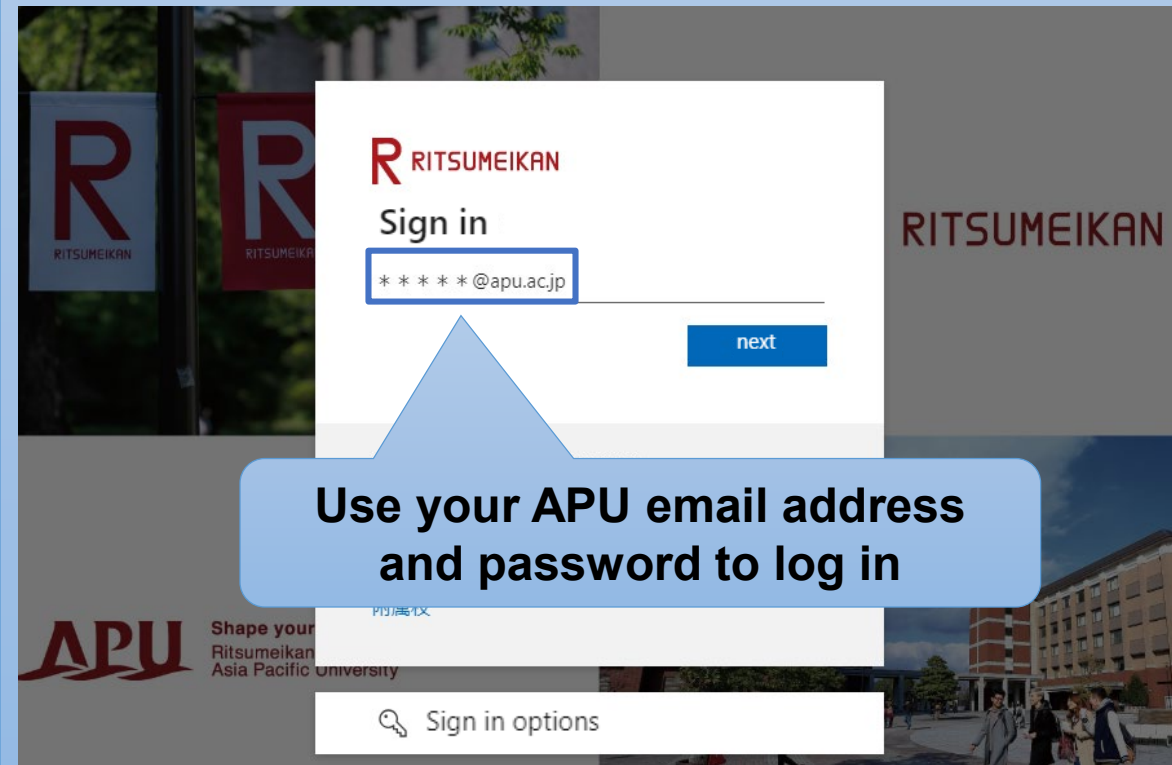 R
RITSUMEIKAN
R
RITSUMEIKA
R RITSUMEIKAN
Sign in
*****@apu.ac.jp
next
RITSUMEIKAN
Use your APU email address
and password to log in
附属校
APU
Shape your
Ritsumeikan
Asia Pacific University
Sign in options